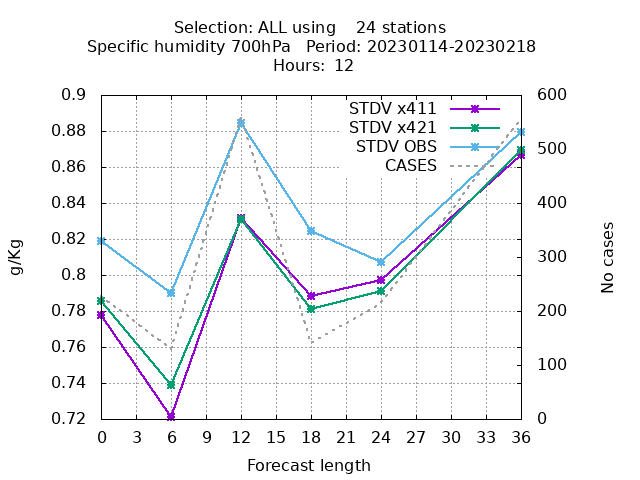 Selection: ALL using    24 stations
Specific humidity 700hPa   Period: 20230114-20230218
Hours:  12
0.9
0.88
0.86
0.84
0.82
0.8
0.78
0.76
0.74
0.72
g/Kg
STDV x411
STDV x421
STDV OBS
CASES
600
500
400
300
200
100
0
No cases
0 3 6 9 12 15 18 21 24 27 30 33 36
Forecast length